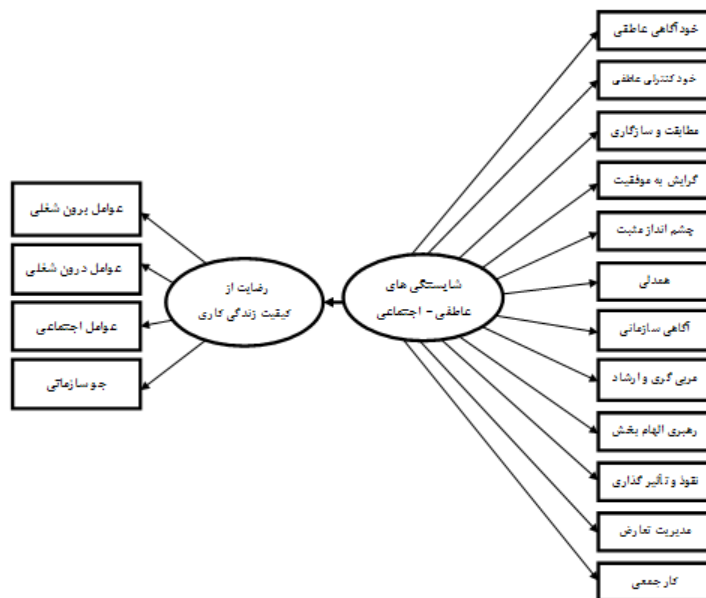 خودآگاهی عاطفی
خود کنترلی عاطفی
مطابقت و سازگاری
گرایش به موفقیت
چشم انداز مثبت
همدلی
آگاهی سازمانی
مربی گری و ارشاد
رهبری الهام بخش
نفوذ و تأثیر گذاری
مدیریت تعارض
کار جمعی
شایستگی های
عاطفی - اجتماعی
رضایت از
کیفیت زندگی کاری
عوامل برون شغلی
عوامل درون شغلی
عوامل اجتماعی
جو سازمانی